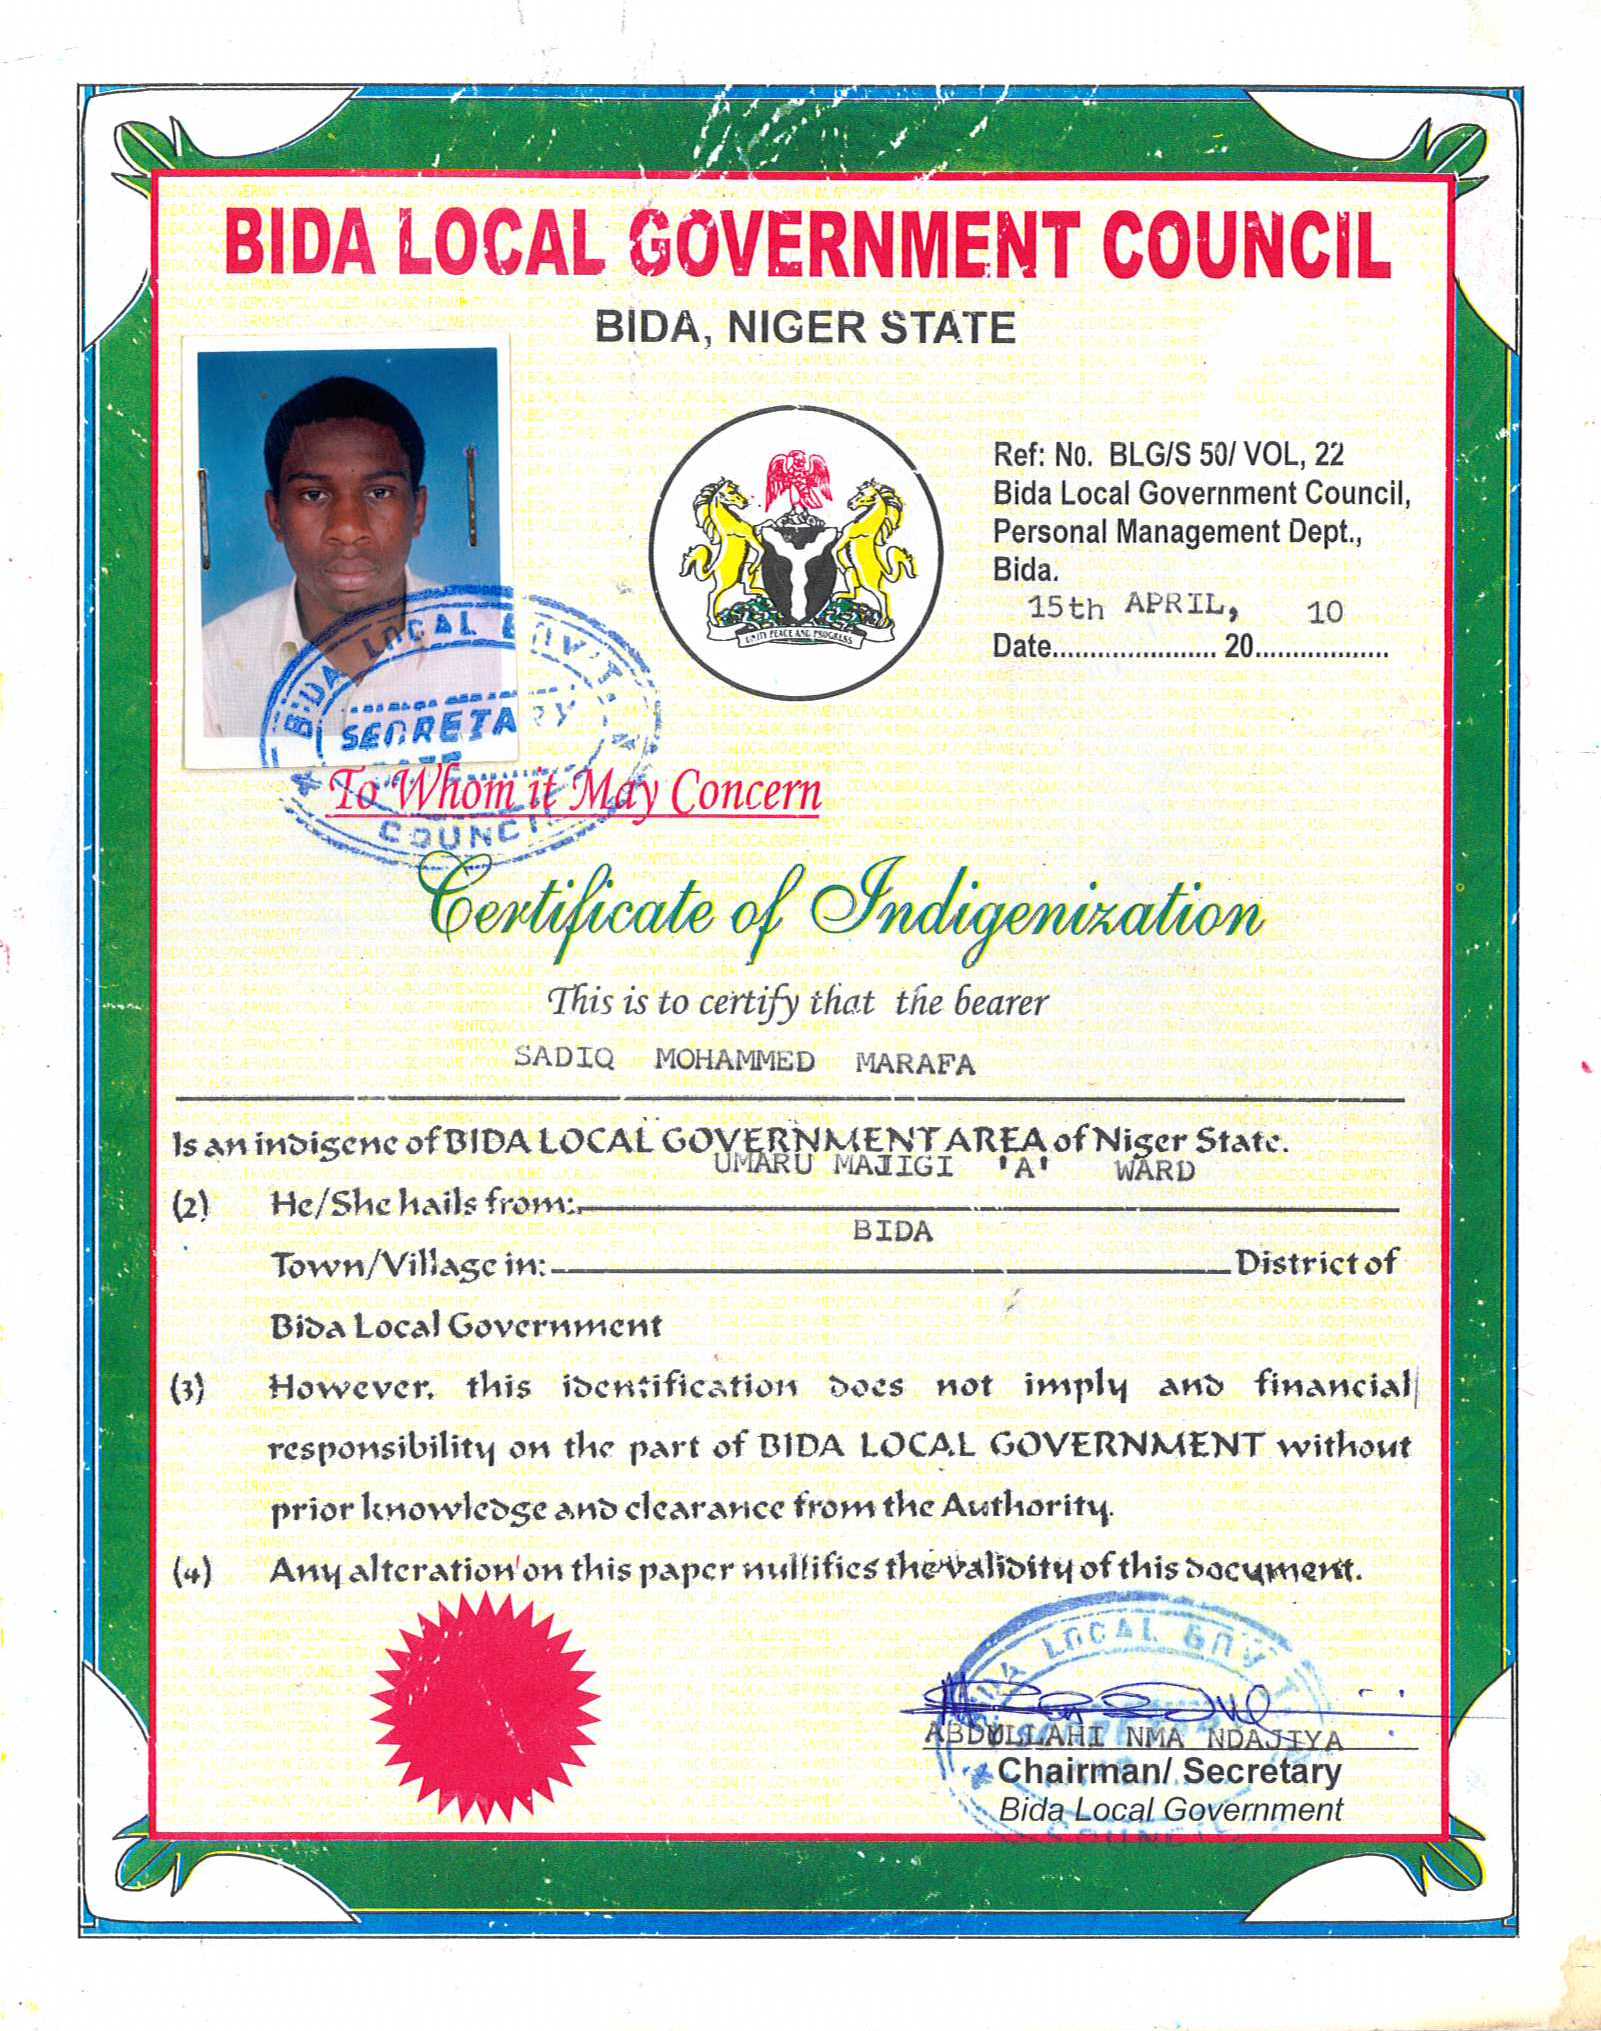 BIDA LOCAL GOVERNMENT COUNCIL
BIDA, NIGER STATE
UNITY PEACE AND PROGRESS
Ref: No. BLG/S 50/ VOL, 22
Bida Local Government Council,
Personal Management Dept.,
Bida.
15th APRIL, 10
Date...................... 20..................
BIDA LOCAL GOV'T.
SECRETARY
COUNCIL
To Whom it May Concern
Certificate of Indigenization
This is to certify that the bearer
SADIQ MOHAMMED MARAFA
Is an indigene of BIDA LOCAL GOVERNMENT AREA of Niger State.
UMARU MAJIGI 'A' WARD
(2) He/She hails from:
BIDA
Town/Village in: District of
Bida Local Government
(3) However, this identification does not imply and financial
responsibility on the part of BIDA LOCAL GOVERNMENT without
prior knowledge and clearance from the Authority.
(4) Any alteration on this paper nullifies the validity of this document.
BIDA LOCAL GOV'T
ABDULLAHI NMA NDAJIYA
Chairman/ Secretary
Bida Local Government
COUNCIL